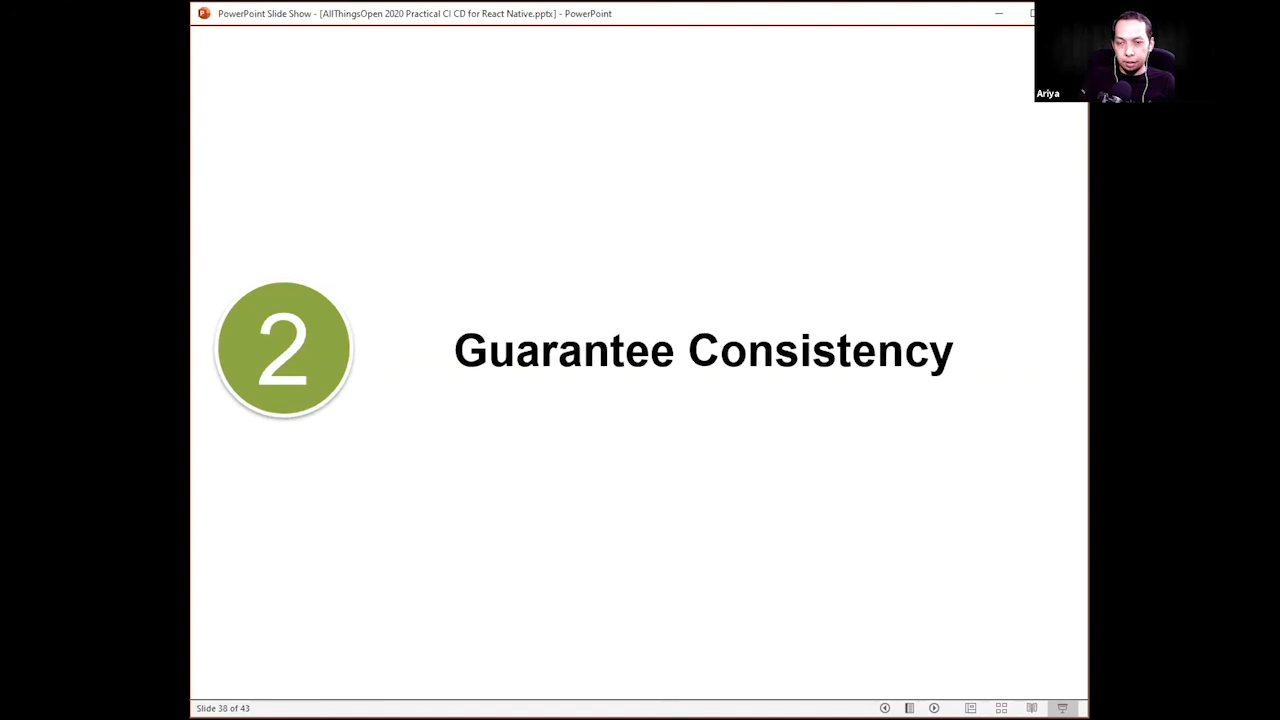 PowerPoint Slide Show - [AllThingsOpen 2020 Practical CI CD for React Native.pptx] - PowerPoint
Ariya
2
Guarantee Consistency
Slide 38 of 43